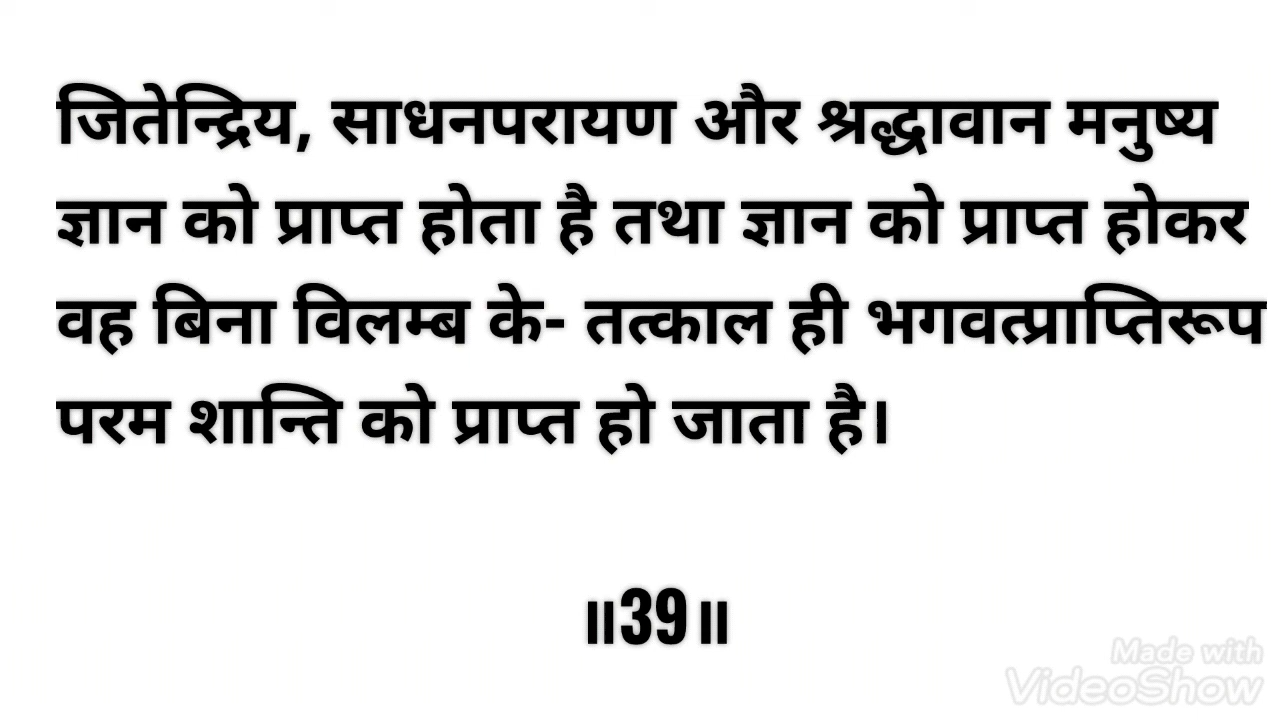 जितेन्द्रिय, साधनपरायण और श्रद्धावान मनुष्य
ज्ञान को प्राप्त होता है तथा ज्ञान को प्राप्त होकर
वह बिना विलम्ब के- तत्काल ही भगवत्प्राप्तिरूप
परम शान्ति को प्राप्त हो जाता है।
॥39॥
Made with
VideoShow